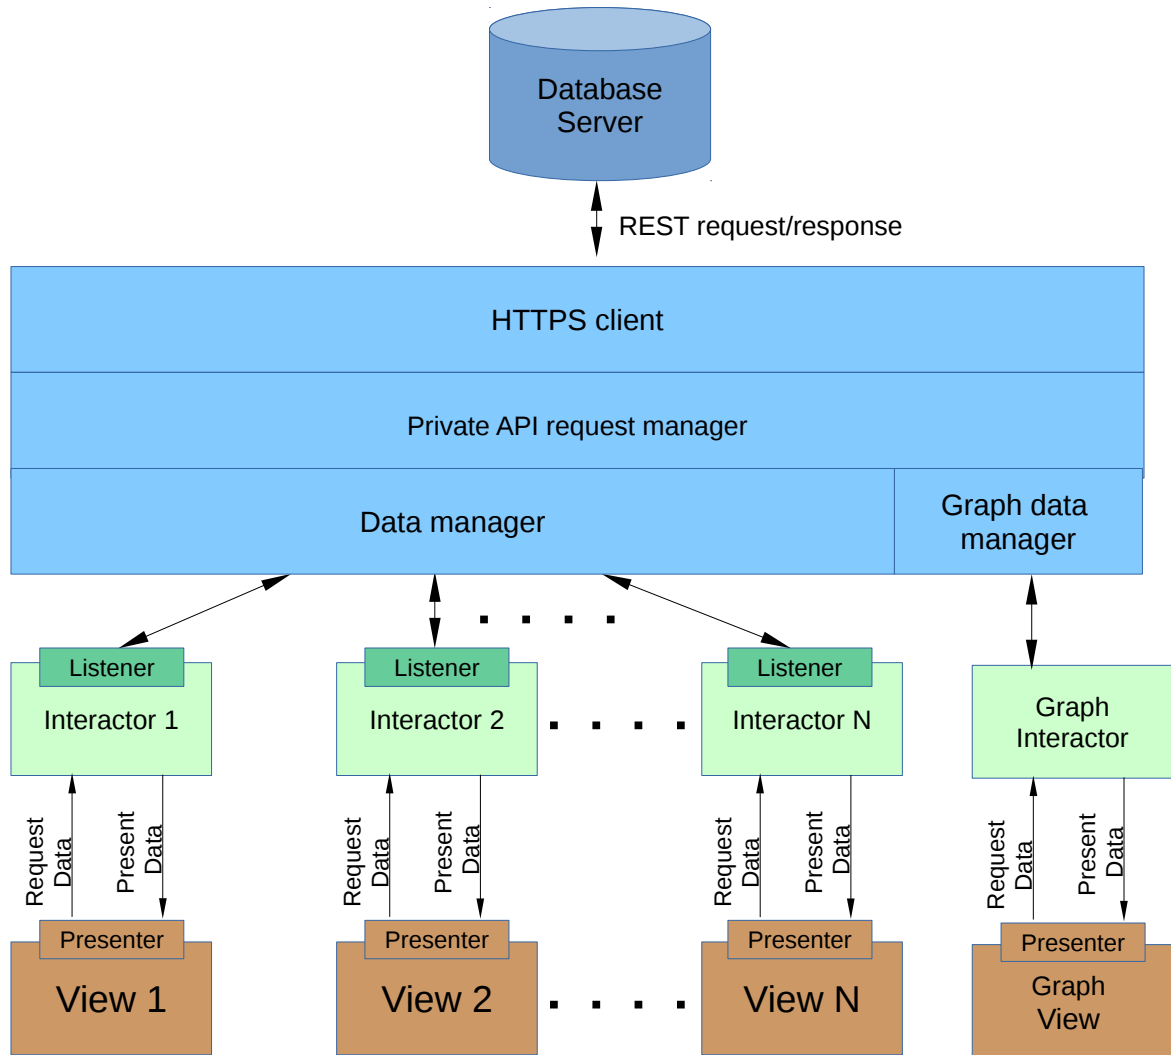 Database
Server
REST request/response
HTTPS client
Private API request manager
Data manager
Graph data
manager
Listener
Listener
Listener
Interactor 1
Interactor 2
Interactor N
Graph
Interactor
Request
Data
Present
Data
Request
Data
Present
Data
Request
Data
Present
Data
Request
Data
Present
Data
Presenter
Presenter
Presenter
Presenter
View 1
View 2
View N
Graph
View